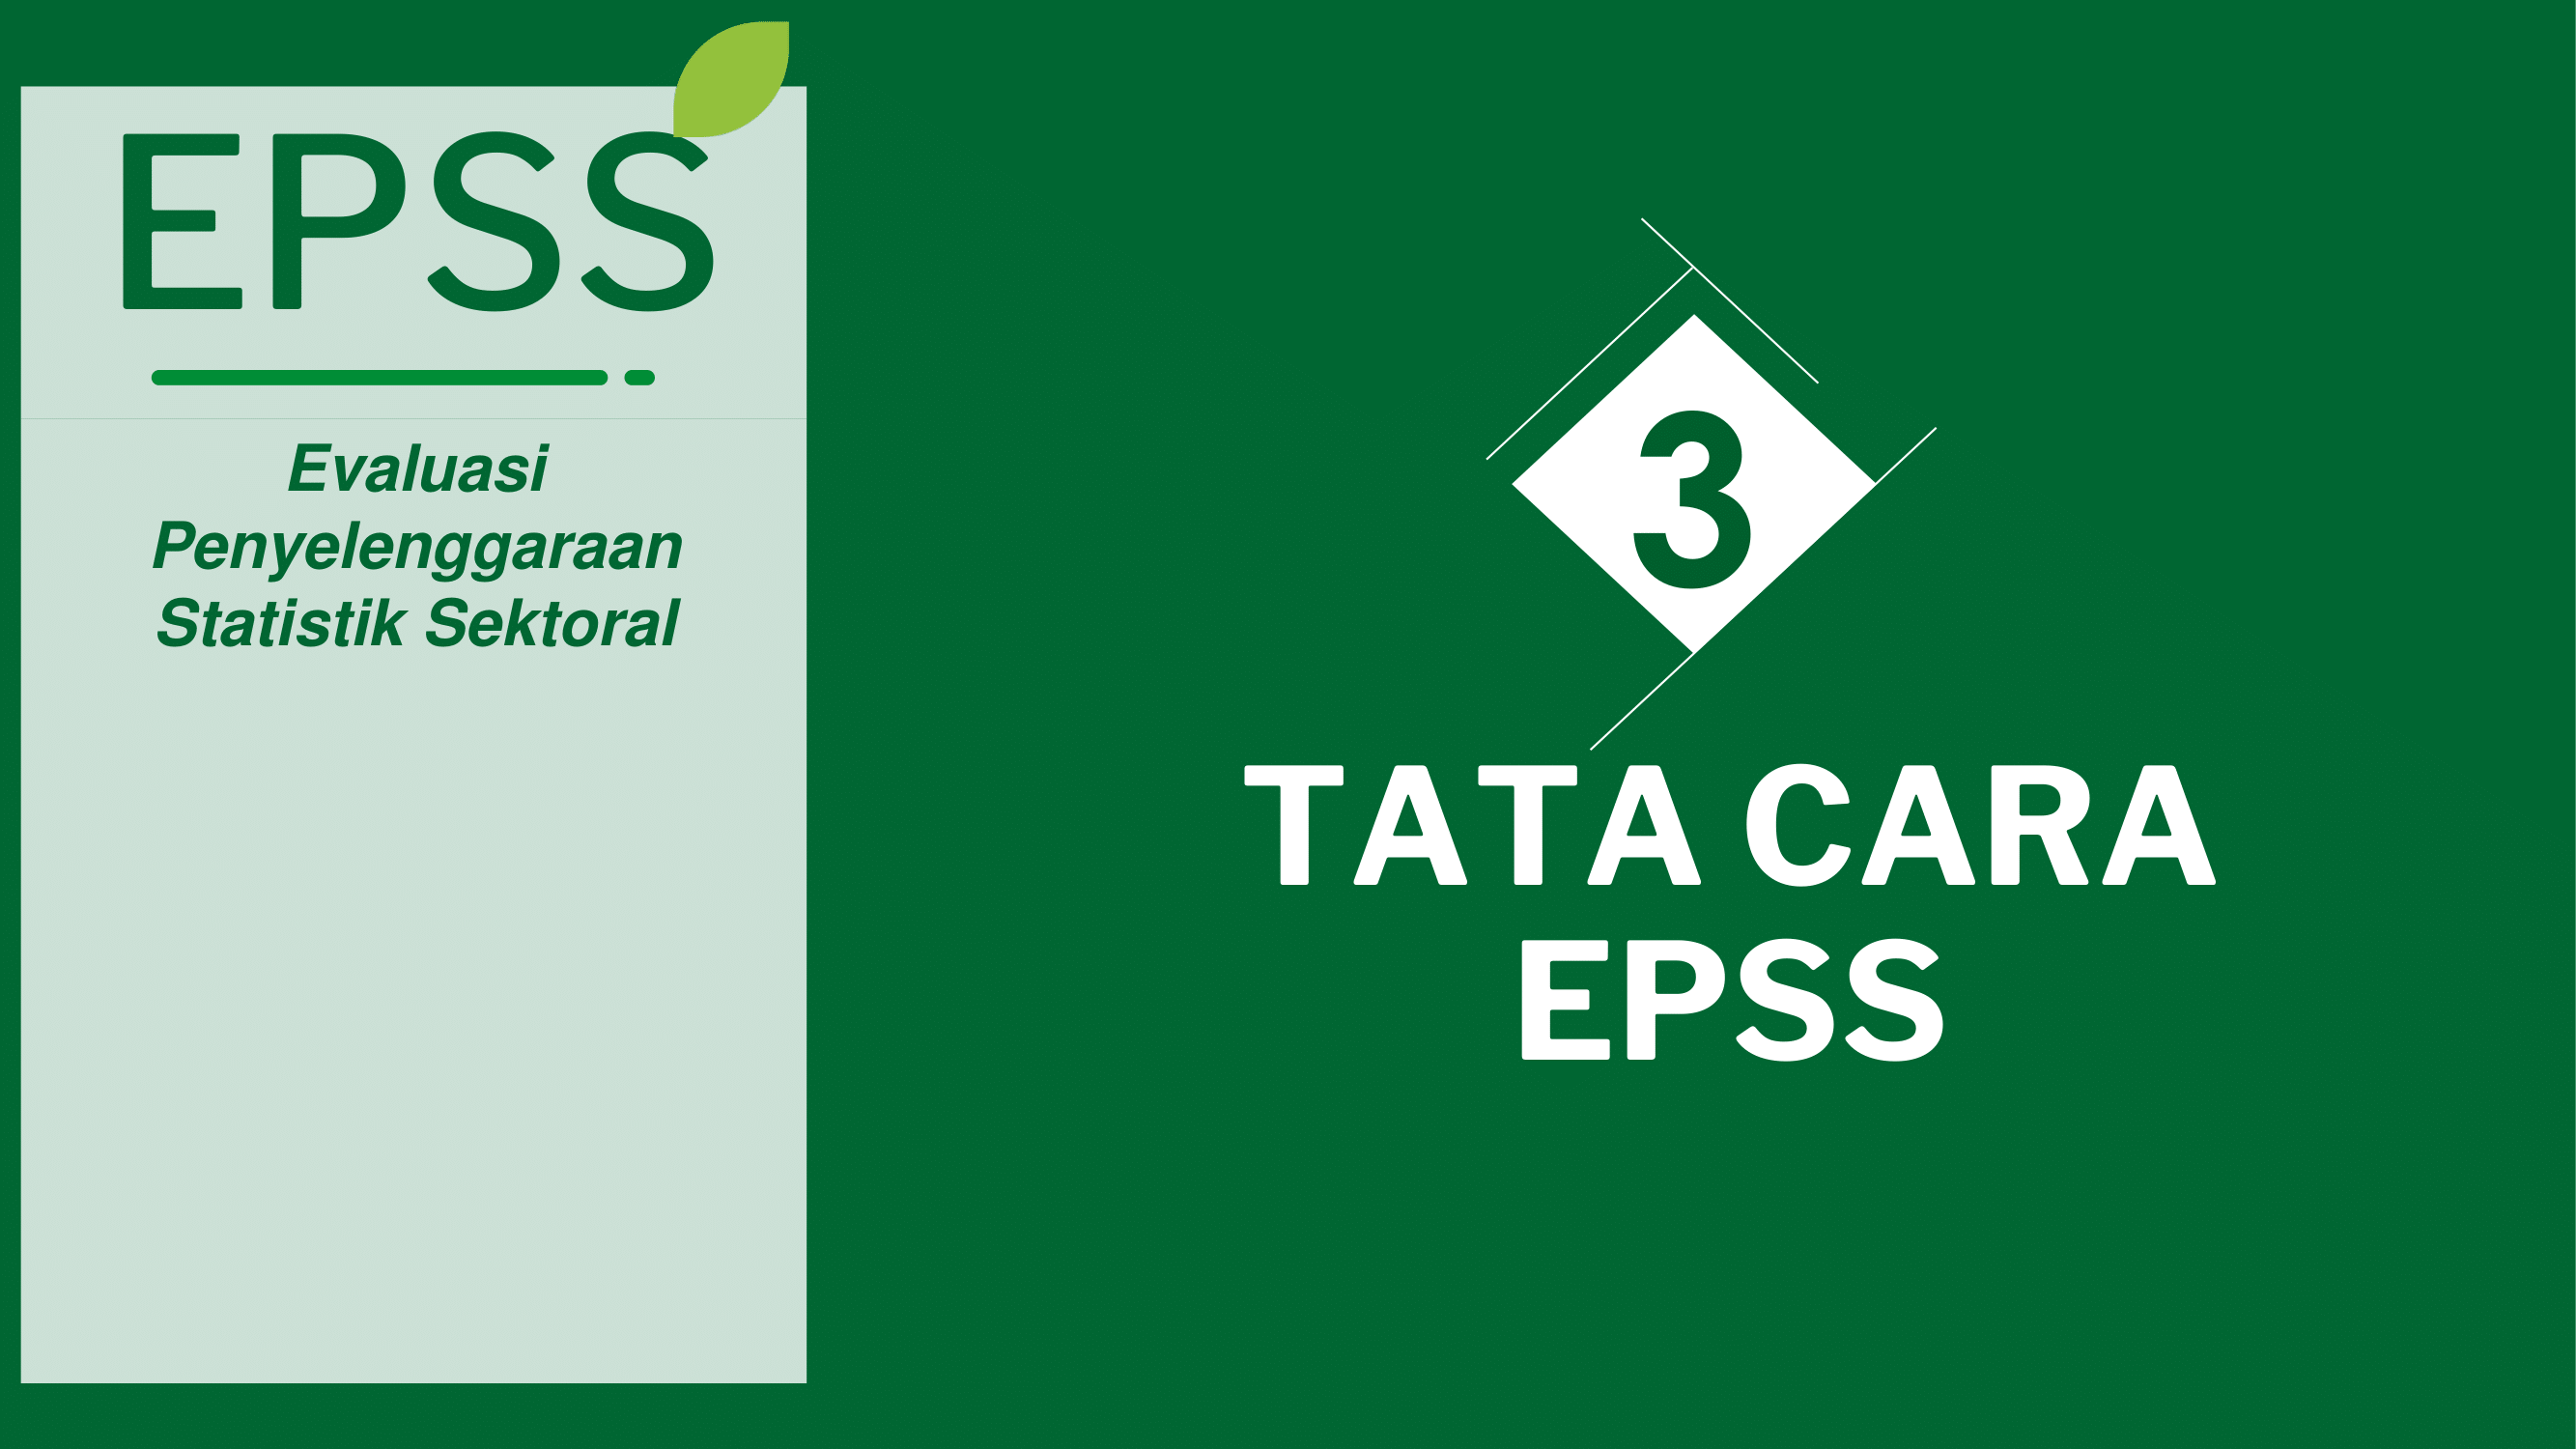 EPSS
Evaluasi
Penyelenggaraan
Statistik Sektoral
3
TATA CARA
EPSS